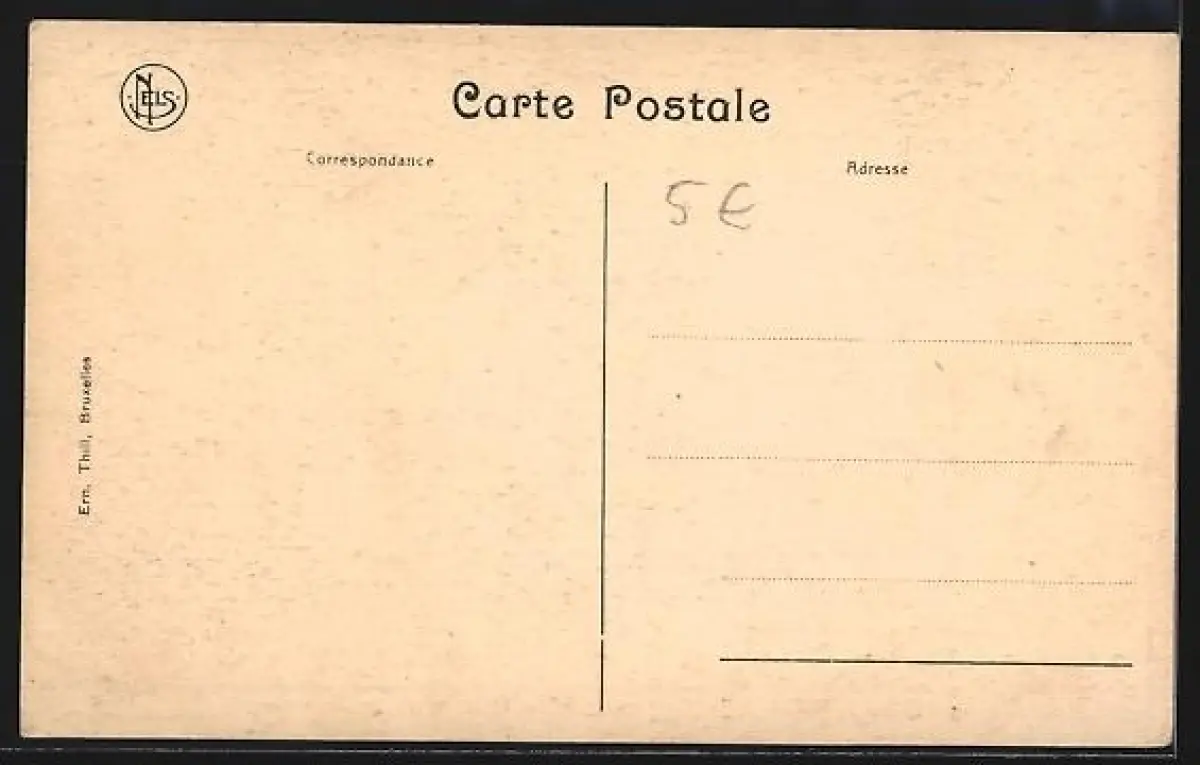 NELS
Carte Postale
Correspondance
Adresse
5 €
Ern. Thill, Bruxelles